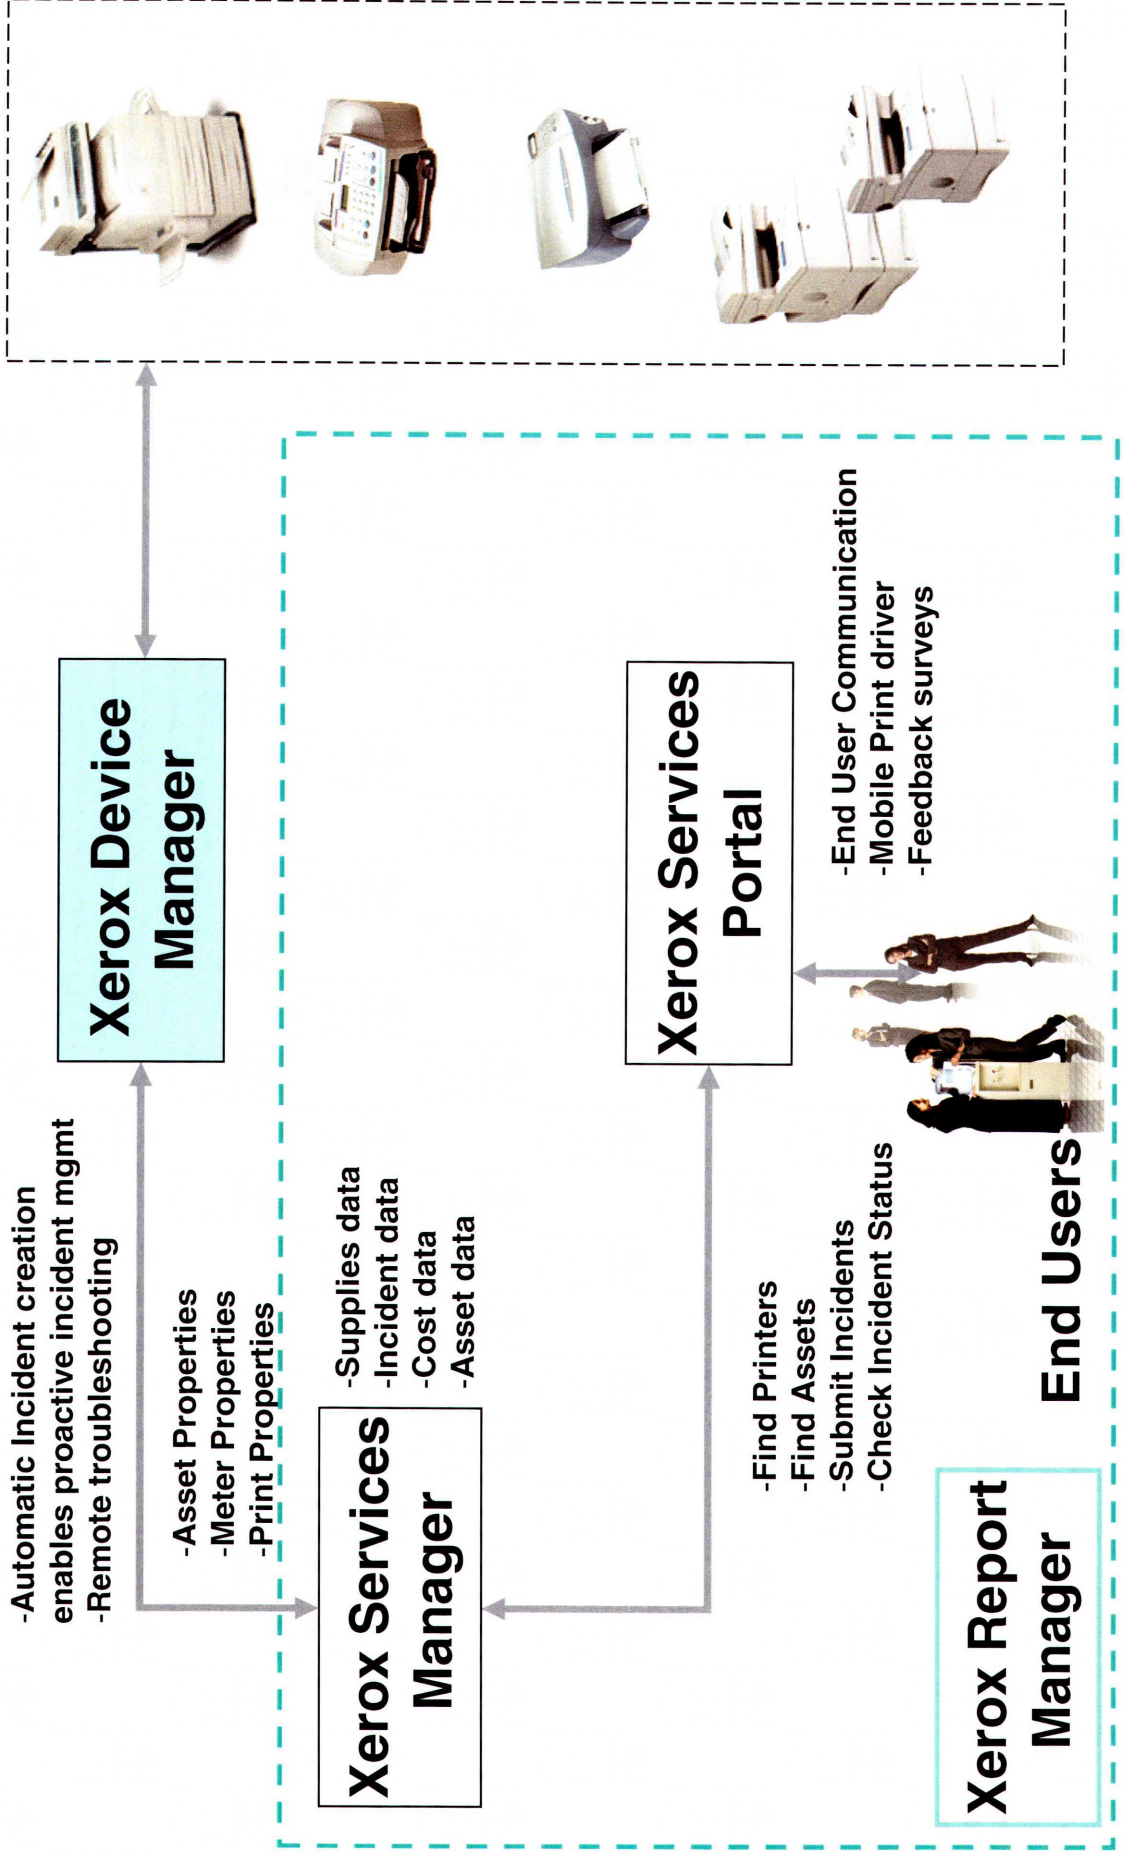 -Automatic Incident creation
enables proactive incident mgmt
-Remote troubleshooting
Xerox Device
Manager
-Asset Properties
-Meter Properties
-Print Properties
Xerox Services
Manager
-Supplies data
-Incident data
-Cost data
-Asset data
Xerox Services
Portal
-Find Printers
-Find Assets
-Submit Incidents
-Check Incident Status
-End User Communication
-Mobile Print driver
-Feedback surveys
Xerox Report
Manager
End Users